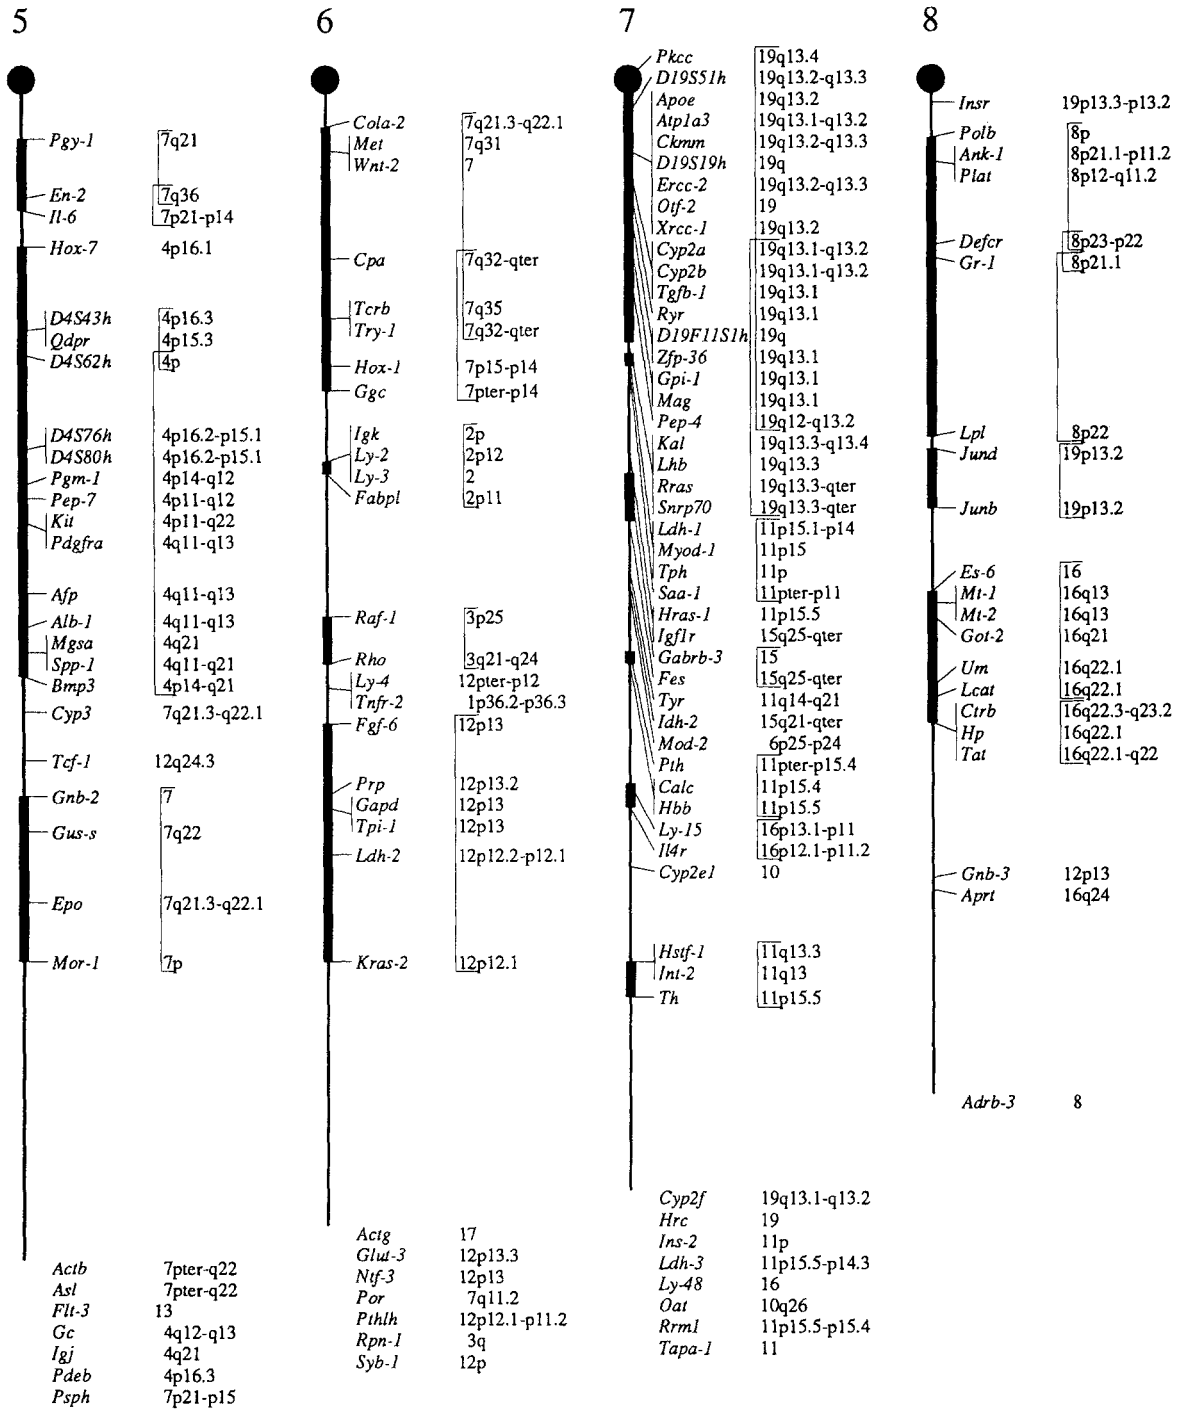 5
Pgy-1 7q21
En-2 7q36
Il-6 7p21-p14
Hox-7 4p16.1
D4S43h 4p16.3
Qdpr 4p15.3
D4S62h 4p
D4S76h 4p16.2-p15.1
D4S80h 4p16.2-p15.1
Pgm-1 4p14-q12
Pep-7 4p11-q12
Kit 4p11-q22
Pdgfra 4q11-q13
Afp 4q11-q13
Alb-1 4q11-q13
Mgsa 4q21
Spp-1 4q11-q21
Bmp3 4p14-q21
Cyp3 7q21.3-q22.1
Tcf-1 12q24.3
Gnb-2 7
Gus-s 7q22
Epo 7q21.3-q22.1
Mor-1 7p
Actb 7pter-q22
Asl 7pter-q22
Flt-3 13
Gc 4q12-q13
Igj 4q21
Pdeb 4p16.3
Psph 7p21-p15
6
Cola-2 7q21.3-q22.1
Met 7q31
Wnt-2 7
Cpa 7q32-qter
Tcrb 7q35
Try-1 7q32-qter
Hox-1 7p15-p14
Ggc 7pter-p14
Igk 2p
Ly-2 2p12
Ly-3 2
Fabpl 2p11
Raf-1 3p25
Rho 3q21-q24
Ly-4 12pter-p12
Tnfr-2 1p36.2-p36.3
Fgf-6 12p13
Prp 12p13.2
Gapd 12p13
Tpi-1 12p13
Ldh-2 12p12.2-p12.1
Kras-2 12p12.1
Actg 17
Glut-3 12p13.3
Ntf-3 12p13
Por 7q11.2
Pthlh 12p12.1-p11.2
Rpn-1 3q
Syb-1 12p
7
Pkcc 19q13.4
D19S51h 19q13.2-q13.3
Apoe 19q13.2
Atp1a3 19q13.1-q13.2
Ckmm 19q13.2-q13.3
D19S19h 19q
Ercc-2 19q13.2-q13.3
Otf-2 19
Xrcc-1 19q13.2
Cyp2a 19q13.1-q13.2
Cyp2b 19q13.1-q13.2
Tgfb-1 19q13.1
Ryr 19q13.1
D19F11S1h 19q
Zfp-36 19q13.1
Gpi-1 19q13.1
Mag 19q13.1
Pep-4 19q12-q13.2
Kal 19q13.3-q13.4
Lhb 19q13.3
Rras 19q13.3-qter
Snrp70 19q13.3-qter
Ldh-1 11p15.1-p14
Myod-1 11p15
Tph 11p
Saa-1 11pter-p11
Hras-1 11p15.5
Igf1r 15q25-qter
Gabrb-3 15
Fes 15q25-qter
Tyr 11q14-q21
Idh-2 15q21-qter
Mod-2 6p25-p24
Pth 11pter-p15.4
Calc 11p15.4
Hbb 11p15.5
Ly-15 16p13.1-p11
Il4r 16p12.1-p11.2
Cyp2e1 10
Hstf-1 11q13.3
Int-2 11q13
Th 11p15.5
Cyp2f 19q13.1-q13.2
Hrc 19
Ins-2 11p
Ldh-3 11p15.5-p14.3
Ly-48 16
Oat 10q26
Rrm1 11p15.5-p15.4
Tapa-1 11
8
Insr 19p13.3-p13.2
Polb 8p
Ank-1 8p21.1-p11.2
Plat 8p12-q11.2
Defcr 8p23-p22
Gr-1 8p21.1
Lpl 8p22
Jund 19p13.2
Junb 19p13.2
Es-6 16
Mt-1 16q13
Mt-2 16q13
Got-2 16q21
Um 16q22.1
Lcat 16q22.1
Ctrb 16q22.3-q23.2
Hp 16q22.1
Tat 16q22.1-q22
Gnb-3 12p13
Aprt 16q24
Adrb-3 8